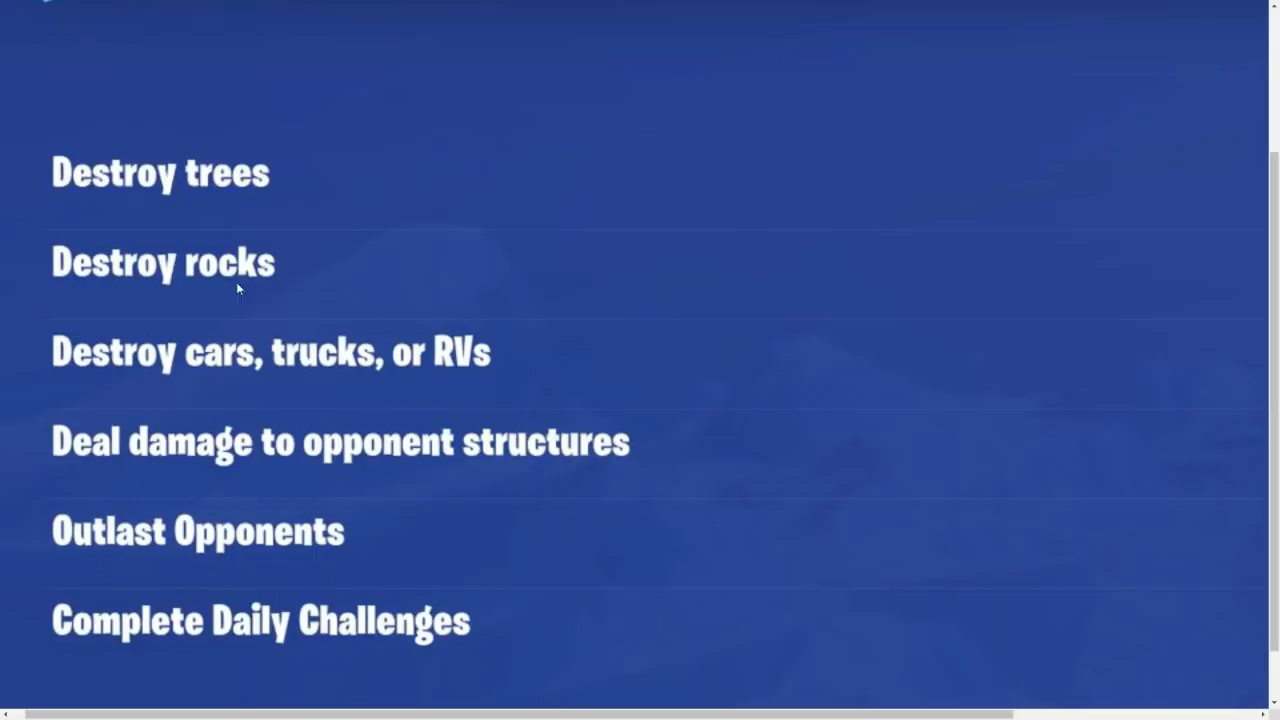 Destroy trees
Destroy rocks
Destroy cars, trucks, or RVs
Deal damage to opponent structures
Outlast Opponents
Complete Daily Challenges